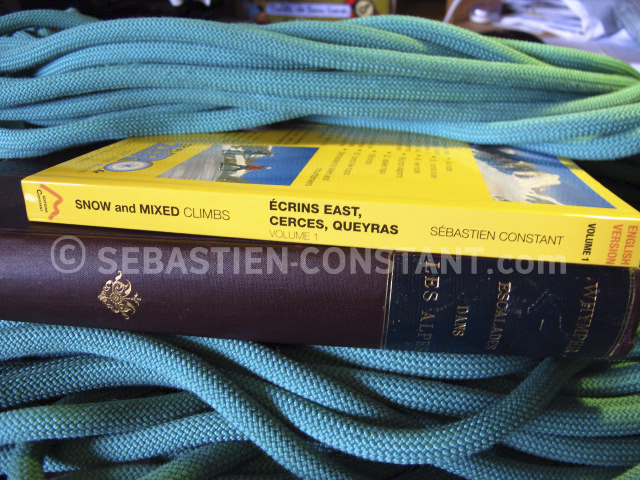 SNOW and MIXED CLIMBS
ÉCRINS EAST,
CERCES, QUEYRAS
VOLUME 1
SÉBASTIEN CONSTANT
VOLUME 1
ENGLISH
VERSION
© SEBASTIEN-CONSTANT.com
WHYMPER
ESCALADES
DANS
LES ALPES